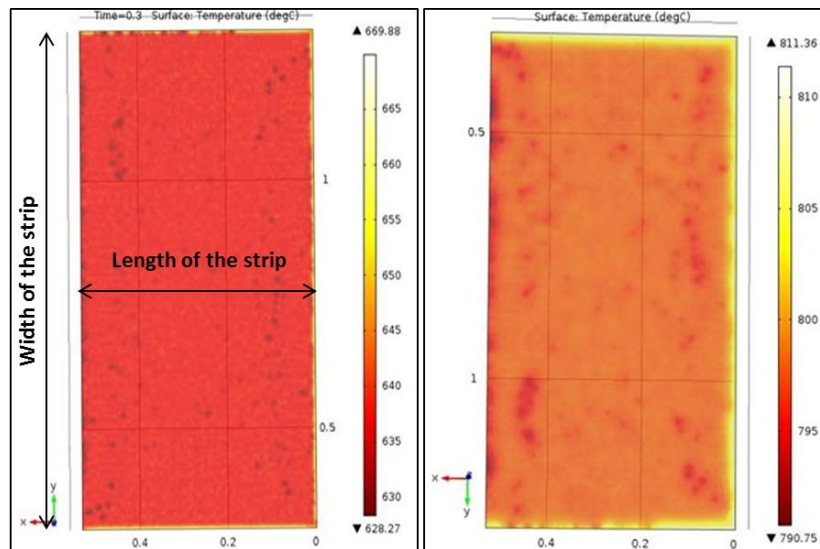 Time=0.3 Surface: Temperature (degC)
▲ 669.88
665
660
655
650
645
640
635
630
▼ 628.27
1
0.5
0.4
0.2
0
Width of the strip
Length of the strip
y
x
Surface: Temperature (degC)
▲ 811.36
810
805
800
795
▼ 790.75
0.5
1
0.4
0.2
0
x
z
y